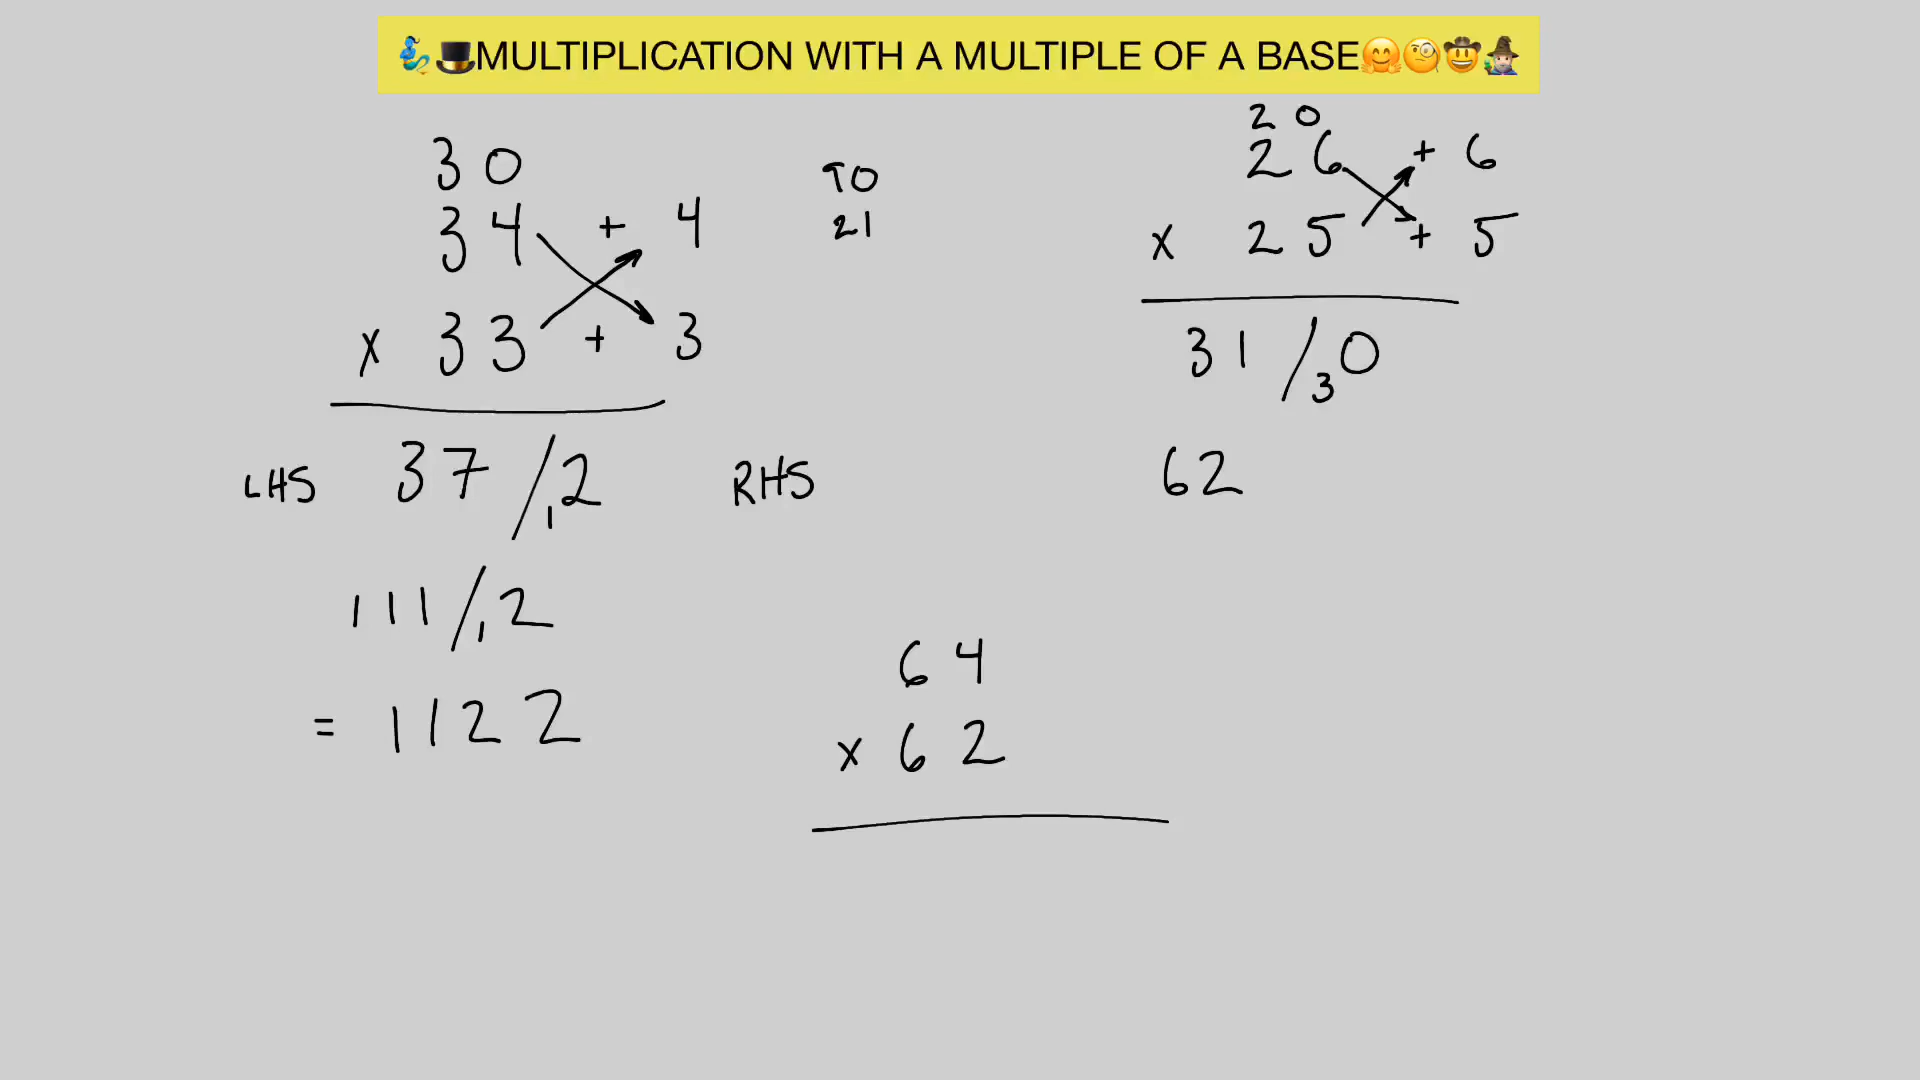 🧞‍♂️🎩MULTIPLICATION WITH A MULTIPLE OF A BASE🤗🧐🤠🧙🏻‍♂️
30
34 + 4
x 33 + 3
LHS 37 / 12 RHS
111 / 12
= 1122
TO
21
20
26 + 6
x 25 + 5
31 / 30
62
64
x 62